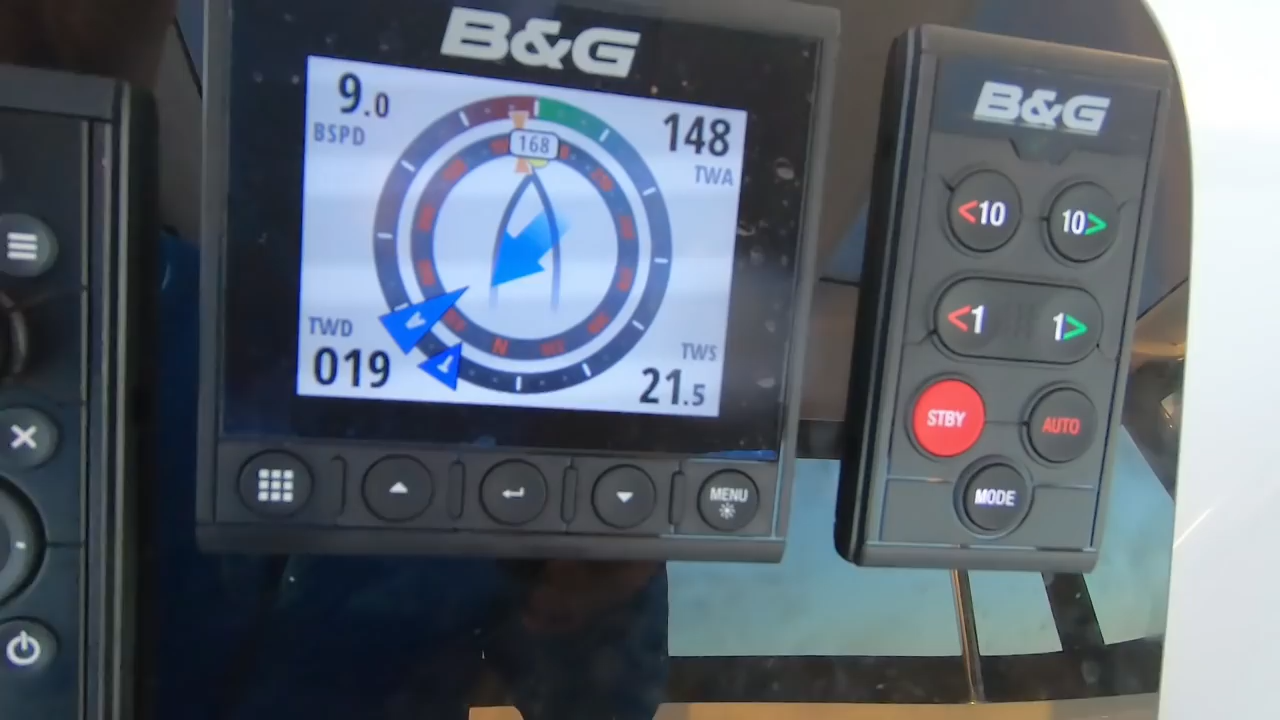 B&G
9.0
BSPD
148
TWA
168
N
A
T
TWD
019
TWS
21.5
MENU
B&G
<10
10>
<1
1>
STBY
AUTO
MODE